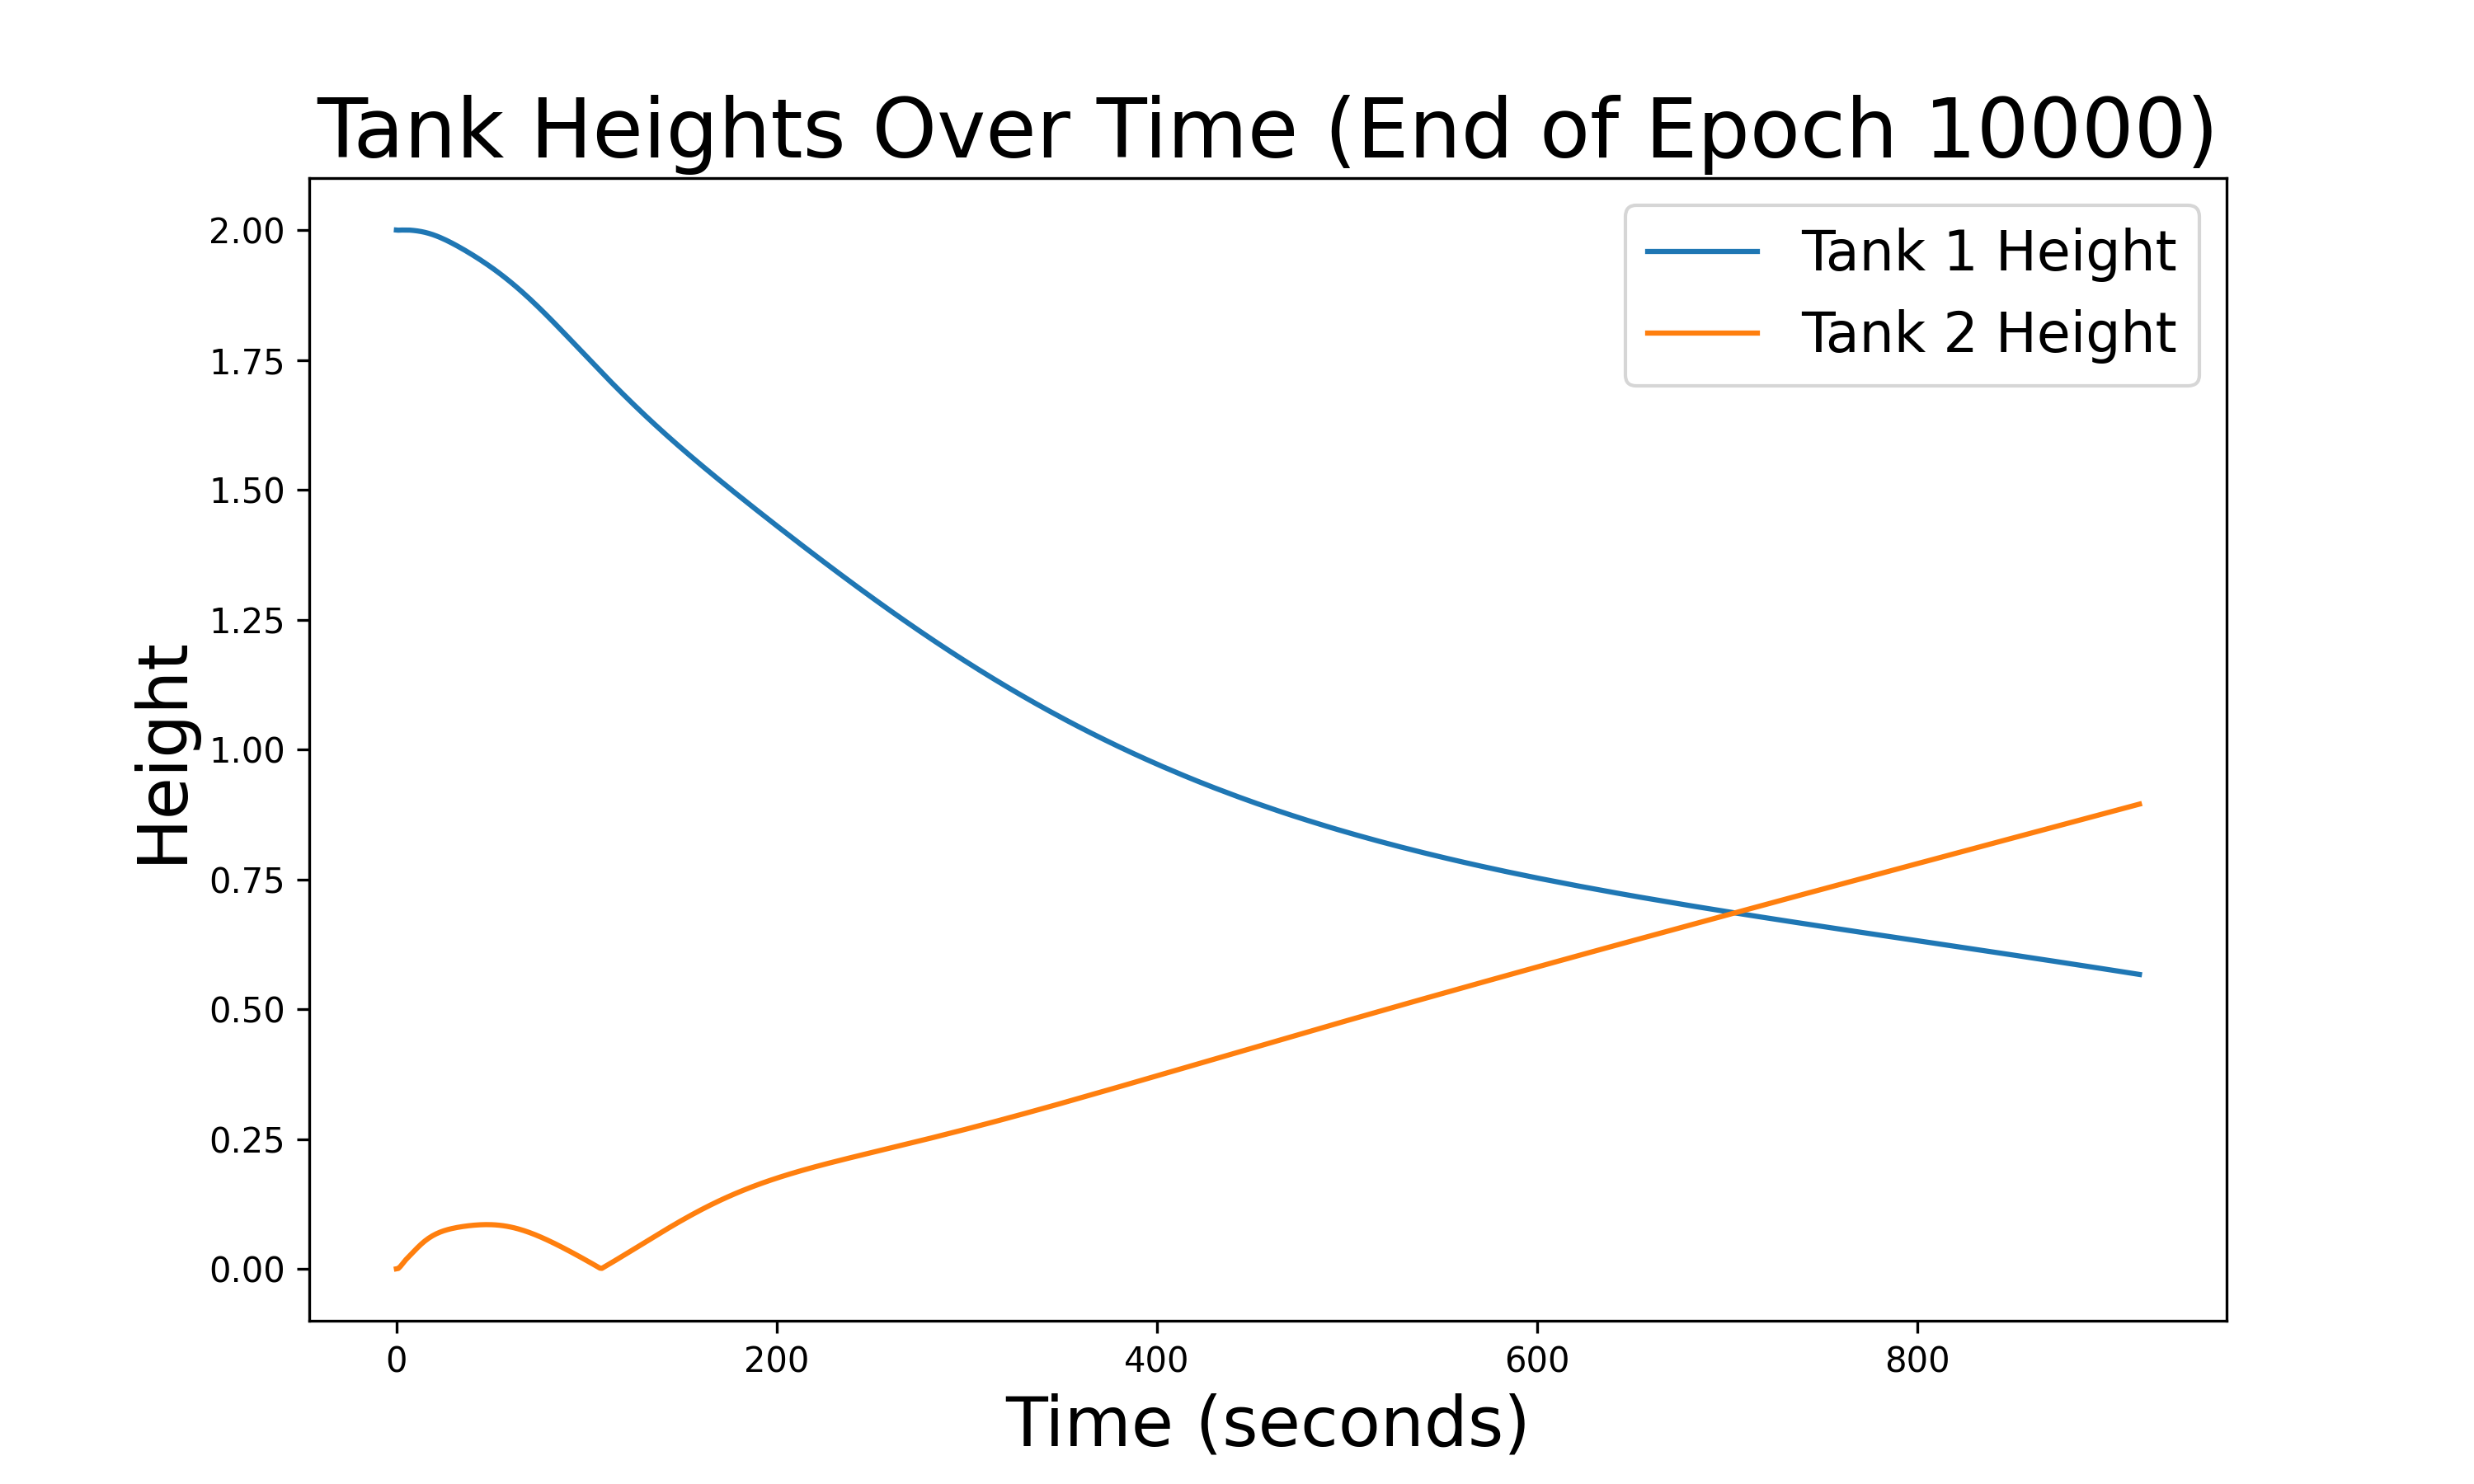 Tank Heights Over Time (End of Epoch 10000)
Tank 1 Height
Tank 2 Height
Height
2.00
1.75
1.50
1.25
1.00
0.75
0.50
0.25
0.00
0 200 400 600 800
Time (seconds)